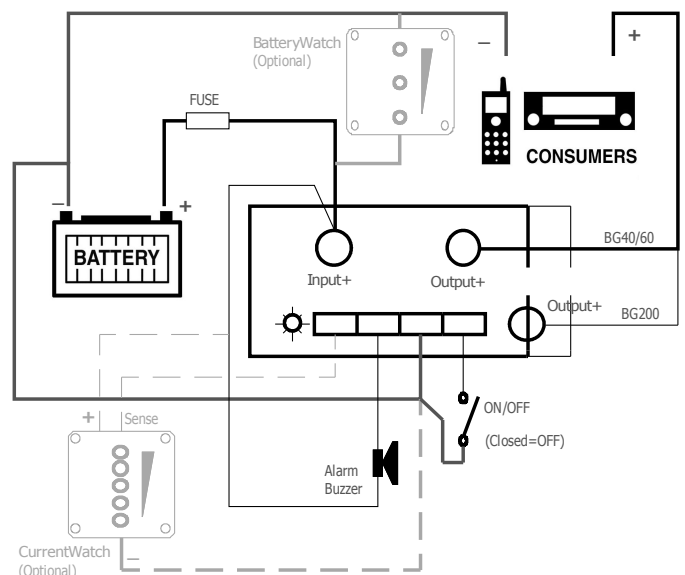 BatteryWatch
(Optional)
–
+
FUSE
CONSUMERS
–
+
BATTERY
Input+
Output+
BG40/60
Output+
BG200
+
Sense
ON/OFF
(Closed=OFF)
Alarm
Buzzer
CurrentWatch
(Optional)
–